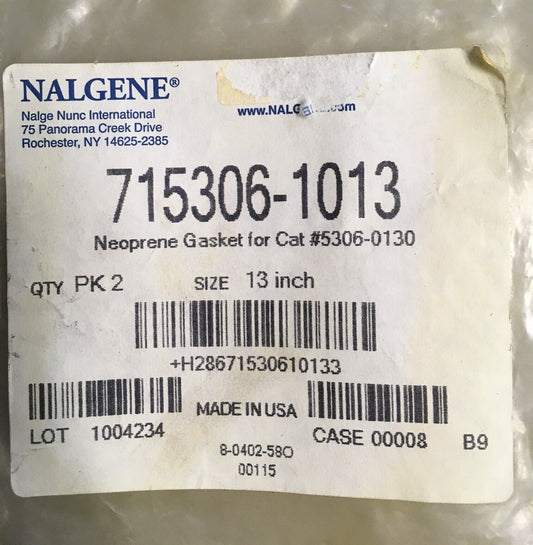 NALGENE®
Nalge Nunc International
75 Panorama Creek Drive
Rochester, NY 14625-2385
715306-1013
Neoprene Gasket for Cat #5306-0130
QTY PK 2 SIZE 13 inch
+H28671530610133
MADE IN USA
LOT 1004234 CASE 00008 B9
8-0402-58O
00115